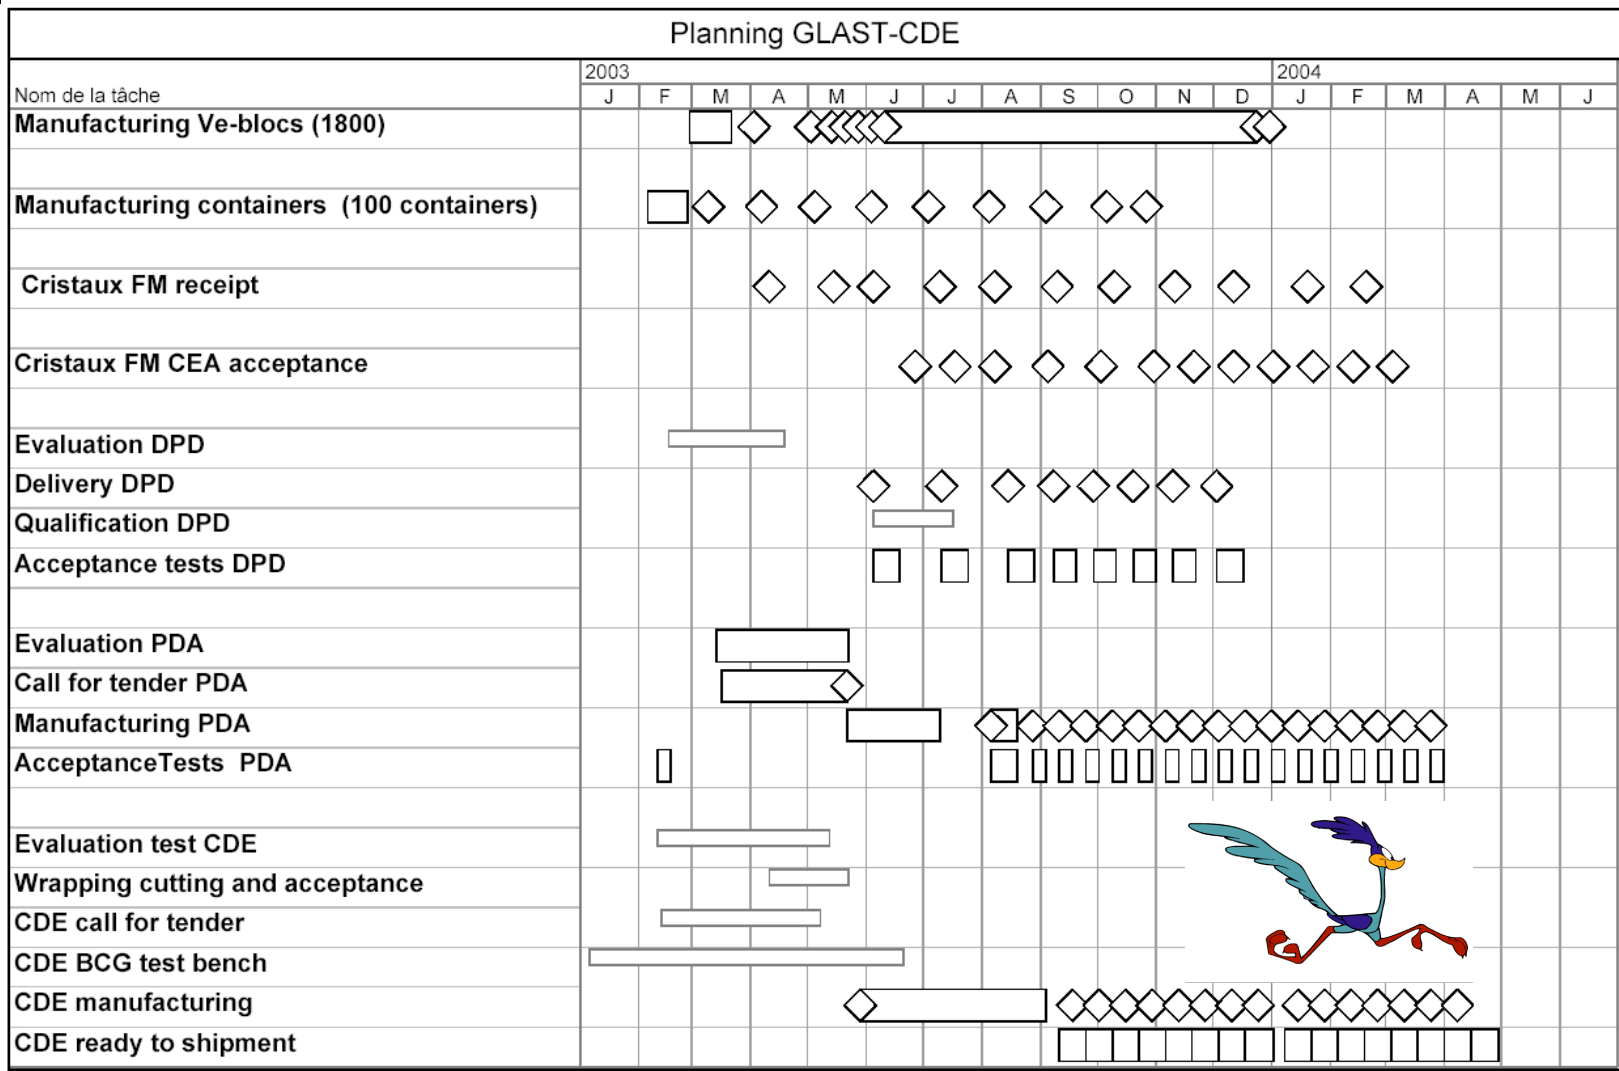 Planning GLAST-CDE
2003 2004
Nom de la tâche J F M A M J J A S O N D J F M A M J
Manufacturing Ve-blocs (1800)
Manufacturing containers (100 containers)
Cristaux FM receipt
Cristaux FM CEA acceptance
Evaluation DPD
Delivery DPD
Qualification DPD
Acceptance tests DPD
Evaluation PDA
Call for tender PDA
Manufacturing PDA
AcceptanceTests PDA
Evaluation test CDE
Wrapping cutting and acceptance
CDE call for tender
CDE BCG test bench
CDE manufacturing
CDE ready to shipment